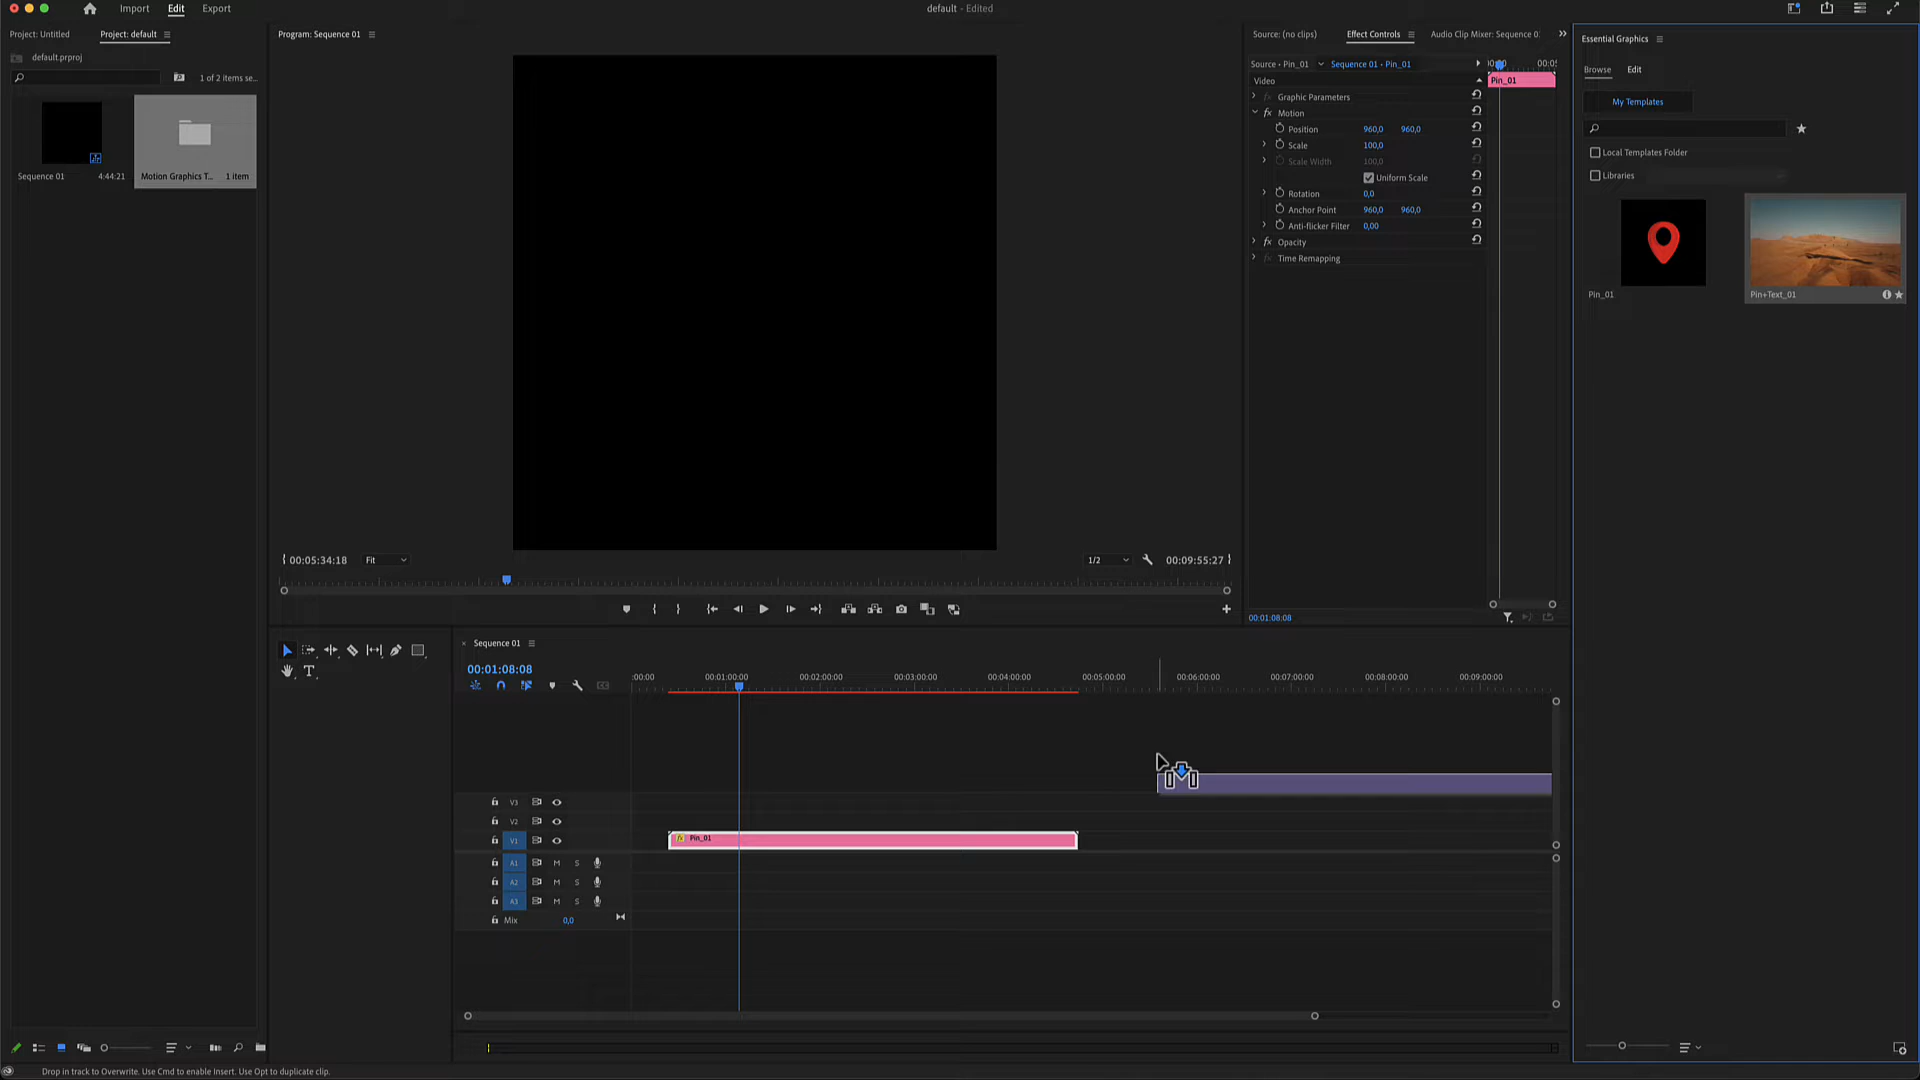 Import Edit Export
default - Edited
Project: Untitled
Project: default
default.prproj
1 of 2 items se...
Sequence 01 4:44:21
Motion Graphics T... 1 item
Program: Sequence 01
00:05:34:18
Fit
1/2
00:09:55:27
Source: (no clips)
Effect Controls
Audio Clip Mixer: Sequence 0
Source • Pin_01
Sequence 01 • Pin_01
Pin_01
Video
fx Graphic Parameters
fx Motion
Position 960,0 960,0
Scale 100,0
Scale Width 100,0
Uniform Scale
Rotation 0,0
Anchor Point 960,0 960,0
Anti-flicker Filter 0,00
fx Opacity
fx Time Remapping
00:01:08:08
Essential Graphics
Browse Edit
My Templates
Local Templates Folder
Libraries
Pin_01
Pin+Text_01
T
Sequence 01
00:01:08:08
:00:00 00:01:00:00 00:02:00:00 00:03:00:00 00:04:00:00 00:05:00:00 00:06:00:00 00:07:00:00 00:08:00:00 00:09:00:00
V3
V2
V1
fx Pin_01
A1 M S
A2 M S
A3 M S
Mix 0,0
Drop in track to Overwrite. Use Cmd to enable Insert. Use Opt to duplicate clip.